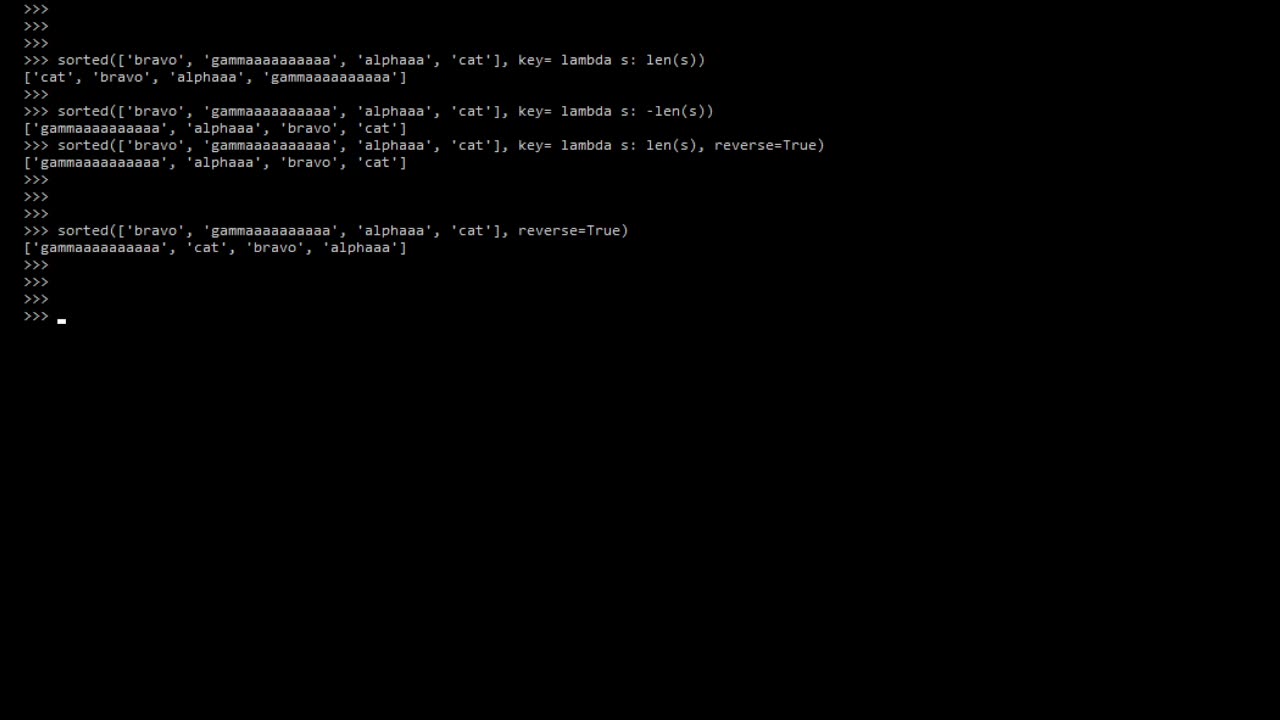 >>>
>>>
>>>
>>> sorted(['bravo', 'gammaaaaaaaaaa', 'alphaaa', 'cat'], key= lambda s: len(s))
['cat', 'bravo', 'alphaaa', 'gammaaaaaaaaaa']
>>>
>>> sorted(['bravo', 'gammaaaaaaaaaa', 'alphaaa', 'cat'], key= lambda s: -len(s))
['gammaaaaaaaaaa', 'alphaaa', 'bravo', 'cat']
>>> sorted(['bravo', 'gammaaaaaaaaaa', 'alphaaa', 'cat'], key= lambda s: len(s), reverse=True)
['gammaaaaaaaaaa', 'alphaaa', 'bravo', 'cat']
>>>
>>>
>>>
>>> sorted(['bravo', 'gammaaaaaaaaaa', 'alphaaa', 'cat'], reverse=True)
['gammaaaaaaaaaa', 'cat', 'bravo', 'alphaaa']
>>>
>>>
>>>
>>>